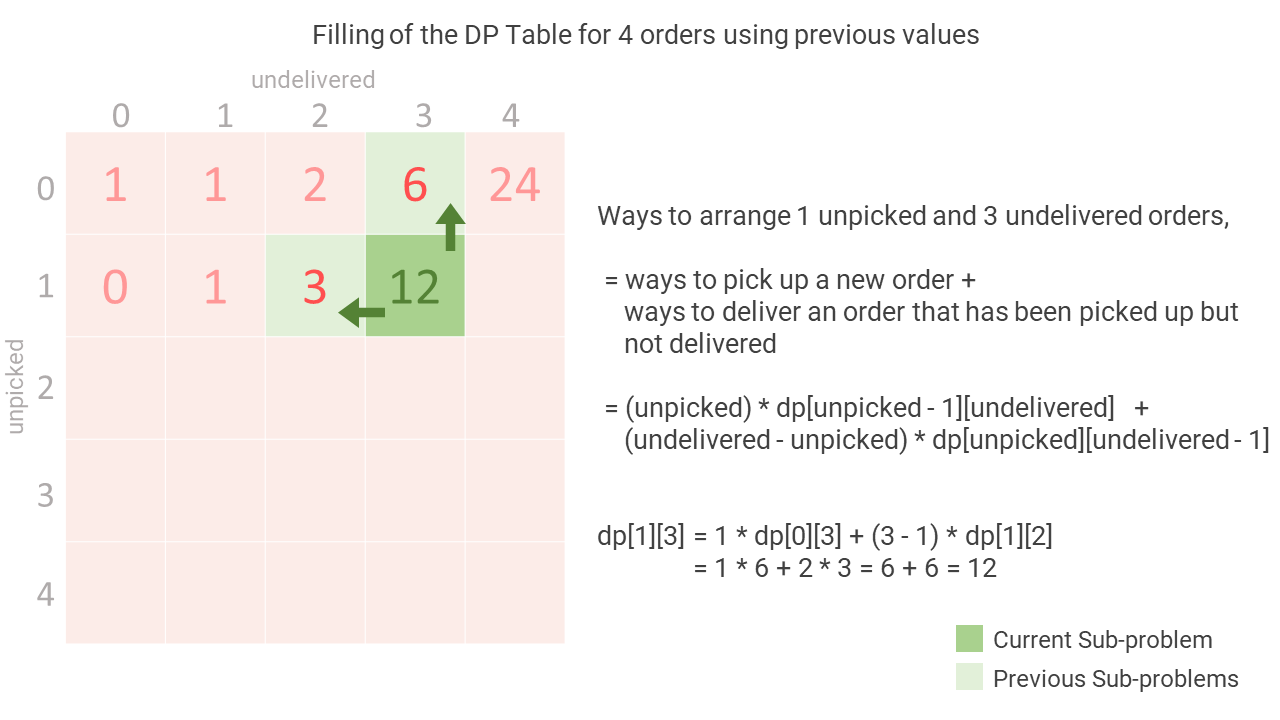 Filling of the DP Table for 4 orders using previous values
undelivered
0 1 2 3 4
0 1 1 2 6 24
1 0 1 3 12
unpicked
2
3
4
Ways to arrange 1 unpicked and 3 undelivered orders,
= ways to pick up a new order +
ways to deliver an order that has been picked up but
not delivered
= (unpicked) * dp[unpicked - 1][undelivered] +
(undelivered - unpicked) * dp[unpicked][undelivered - 1]
dp[1][3] = 1 * dp[0][3] + (3 - 1) * dp[1][2]
= 1 * 6 + 2 * 3 = 6 + 6 = 12
Current Sub-problem
Previous Sub-problems